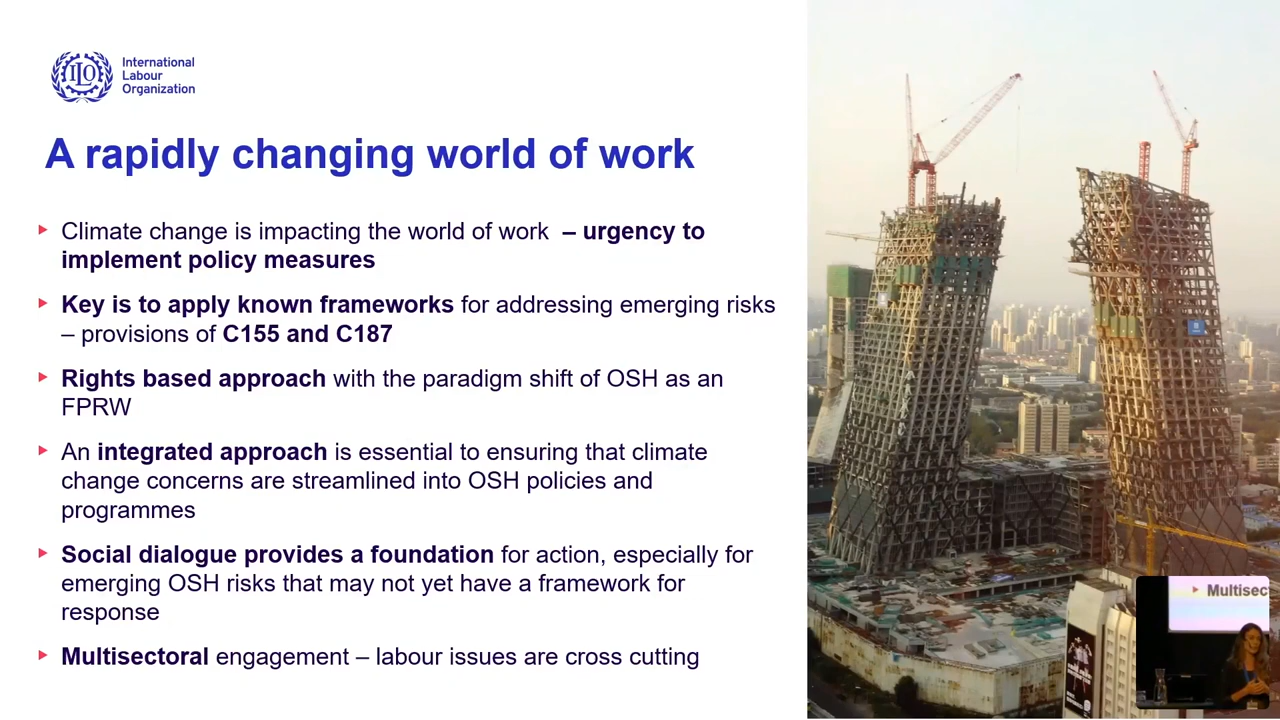 International
Labour
Organization
A rapidly changing world of work
Climate change is impacting the world of work – urgency to
implement policy measures
Key is to apply known frameworks for addressing emerging risks
– provisions of C155 and C187
Rights based approach with the paradigm shift of OSH as an
FPRW
An integrated approach is essential to ensuring that climate
change concerns are streamlined into OSH policies and
programmes
Social dialogue provides a foundation for action, especially for
emerging OSH risks that may not yet have a framework for
response
Multisectoral engagement – labour issues are cross cutting
Multisec